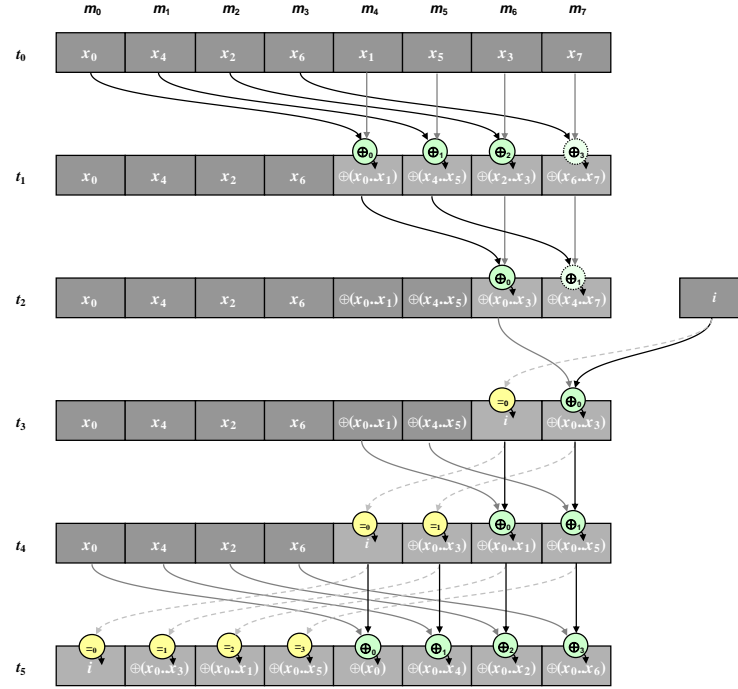 m₀ m₁ m₂ m₃ m₄ m₅ m₆ m₇
t₀ x₀ x₄ x₂ x₆ x₁ x₅ x₃ x₇
⊕₀ ⊕₁ ⊕₂ ⊕₃
t₁ x₀ x₄ x₂ x₆ ⊕(x₀..x₁) ⊕(x₄..x₅) ⊕(x₂..x₃) ⊕(x₆..x₇)
⊕₀ ⊕₁
t₂ x₀ x₄ x₂ x₆ ⊕(x₀..x₁) ⊕(x₄..x₅) ⊕(x₀..x₃) ⊕(x₄..x₇) i
=₀ ⊕₀
t₃ x₀ x₄ x₂ x₆ ⊕(x₀..x₁) ⊕(x₄..x₅) i ⊕(x₀..x₃)
=₀ =₁ ⊕₀ ⊕₁
t₄ x₀ x₄ x₂ x₆ i ⊕(x₀..x₃) ⊕(x₀..x₁) ⊕(x₀..x₅)
=₀ =₁ =₂ =₃ ⊕₀ ⊕₁ ⊕₂ ⊕₃
t₅ i ⊕(x₀..x₃) ⊕(x₀..x₁) ⊕(x₀..x₅) ⊕(x₀) ⊕(x₀..x₄) ⊕(x₀..x₂) ⊕(x₀..x₆)